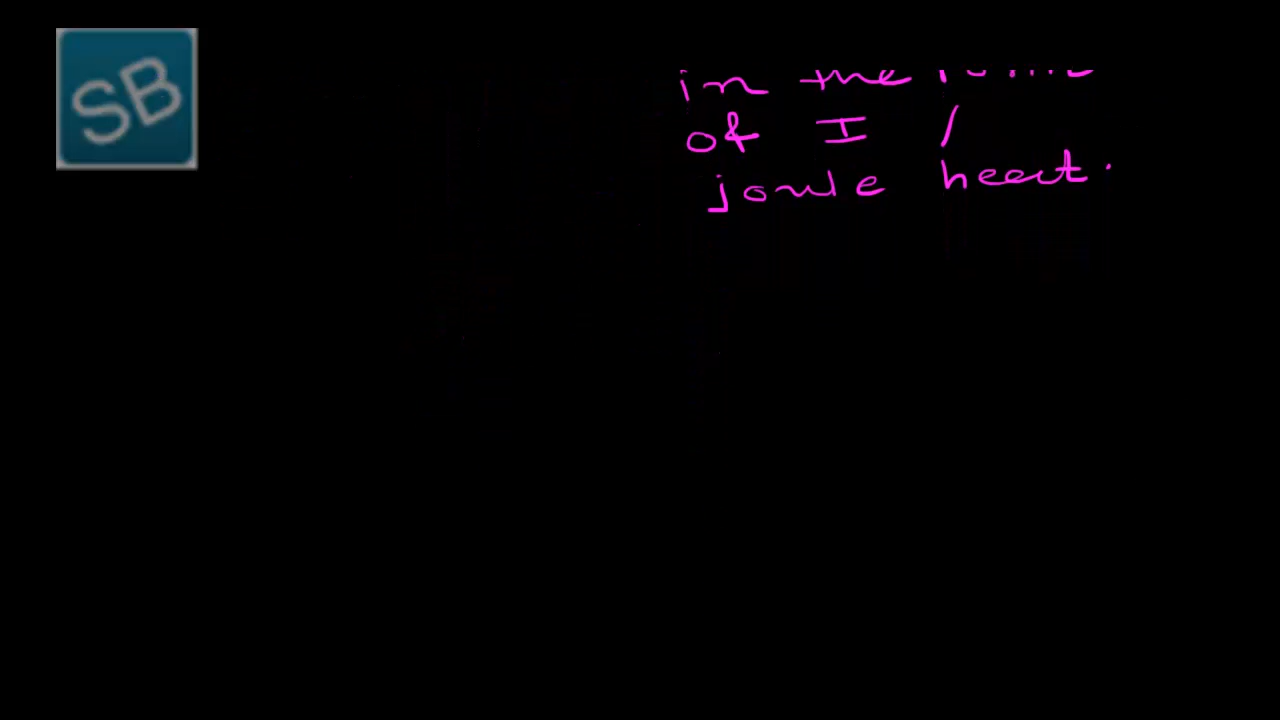 SB
in the
of I /
joule heat.